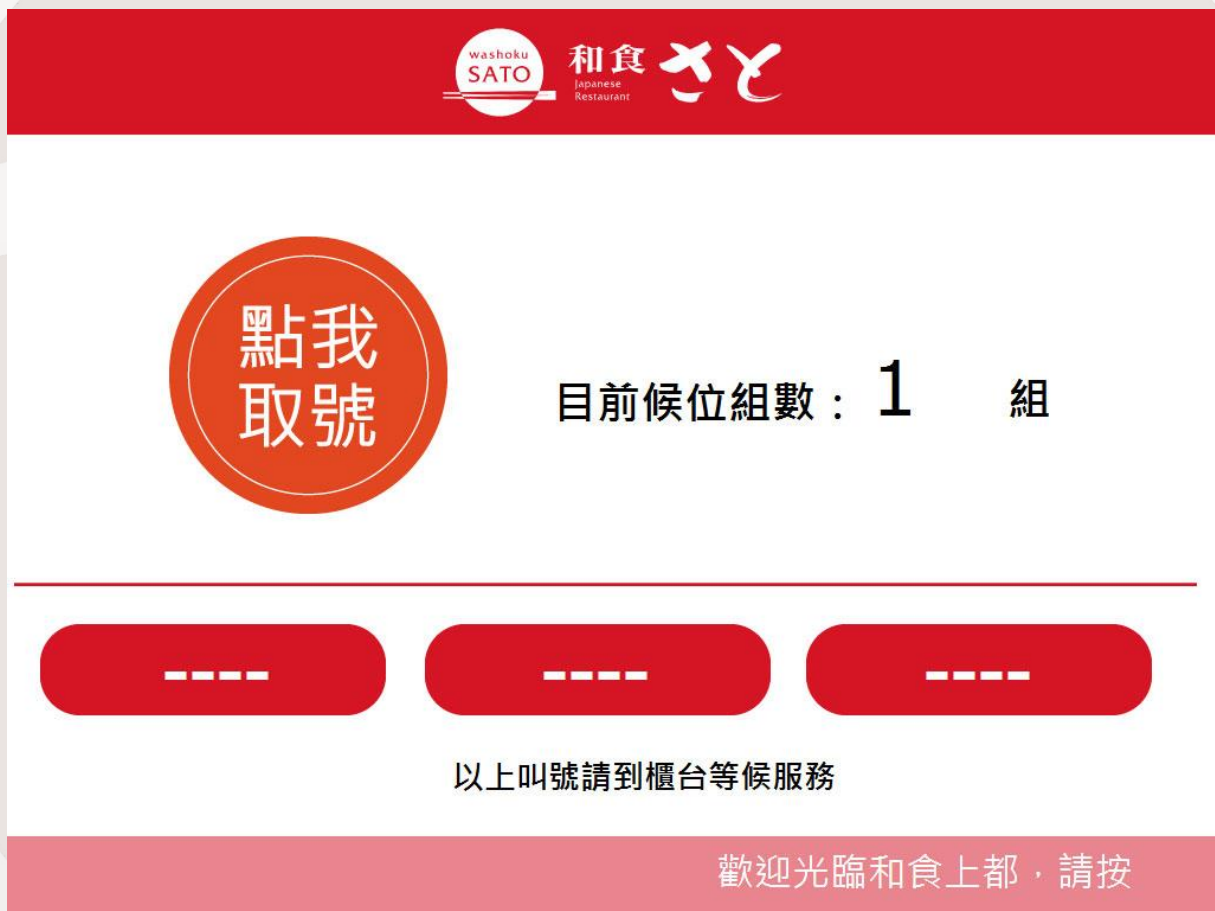 washoku
SATO
和食 さと
Japanese
Restaurant
點我
取號
目前候位組數：1 組
---- ---- ----
以上叫號請到櫃台等候服務
歡迎光臨和食上都，請按